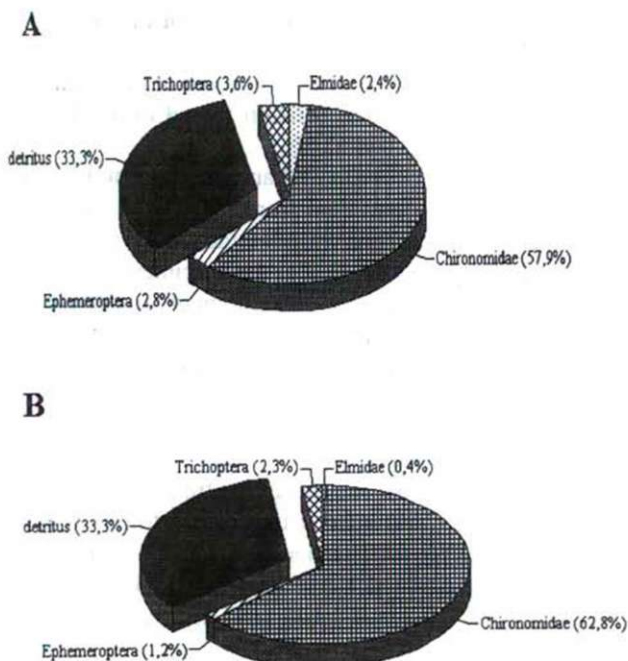 A
Trichoptera (3,6%)
Elmidae (2,4%)
detritus (33,3%)
Chironomidae (57,9%)
Ephemeroptera (2,8%)
B
Trichoptera (2,3%)
Elmidae (0,4%)
detritus (33,3%)
Chironomidae (62,8%)
Ephemeroptera (1,2%)